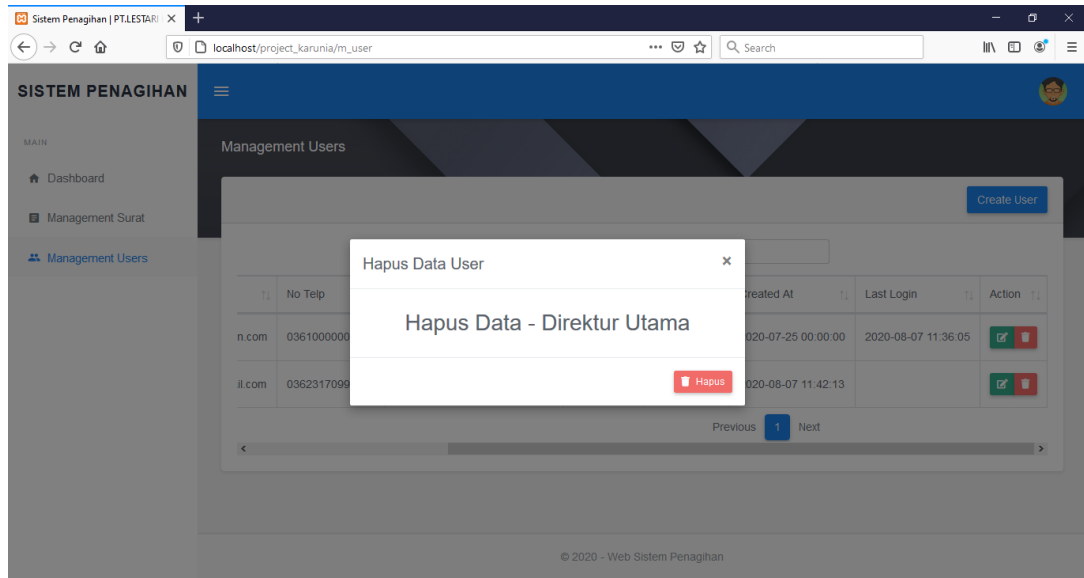 Sistem Penagihan | PT.LESTARI
localhost/project_karunia/m_user
Search
SISTEM PENAGIHAN
MAIN
Dashboard
Management Surat
Management Users
Management Users
Create User
Hapus Data User
×
Hapus Data - Direktur Utama
Hapus
No Telp
Created At
Last Login
Action
n.com
0361000000
020-07-25 00:00:00
2020-08-07 11:36:05
il.com
0362317099
020-08-07 11:42:13
Previous
1
Next
© 2020 - Web Sistem Penagihan